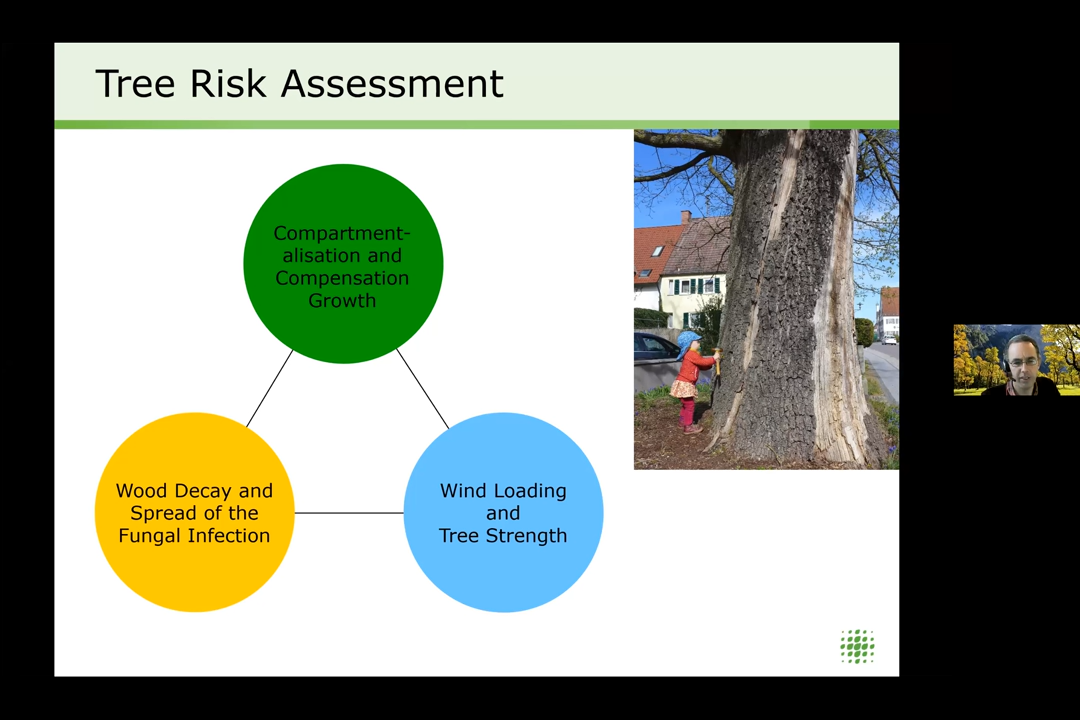 Tree Risk Assessment
Compartment-
alisation and
Compensation
Growth
Wood Decay and
Spread of the
Fungal Infection
Wind Loading
and
Tree Strength